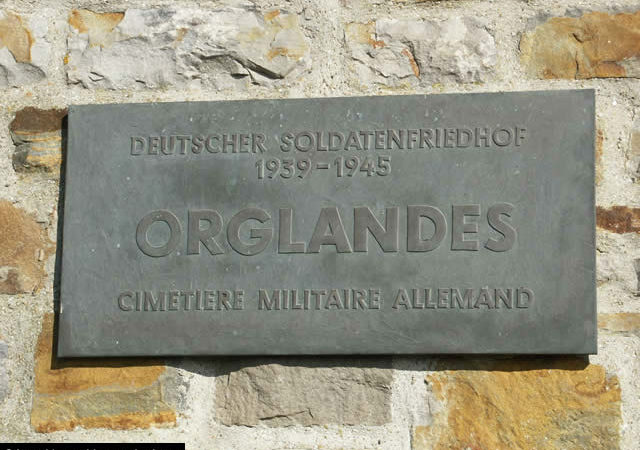 DEUTSCHER SOLDATENFRIEDHOF
1939-1945
ORGLANDES
CIMETIERE MILITAIRE ALLEMAND